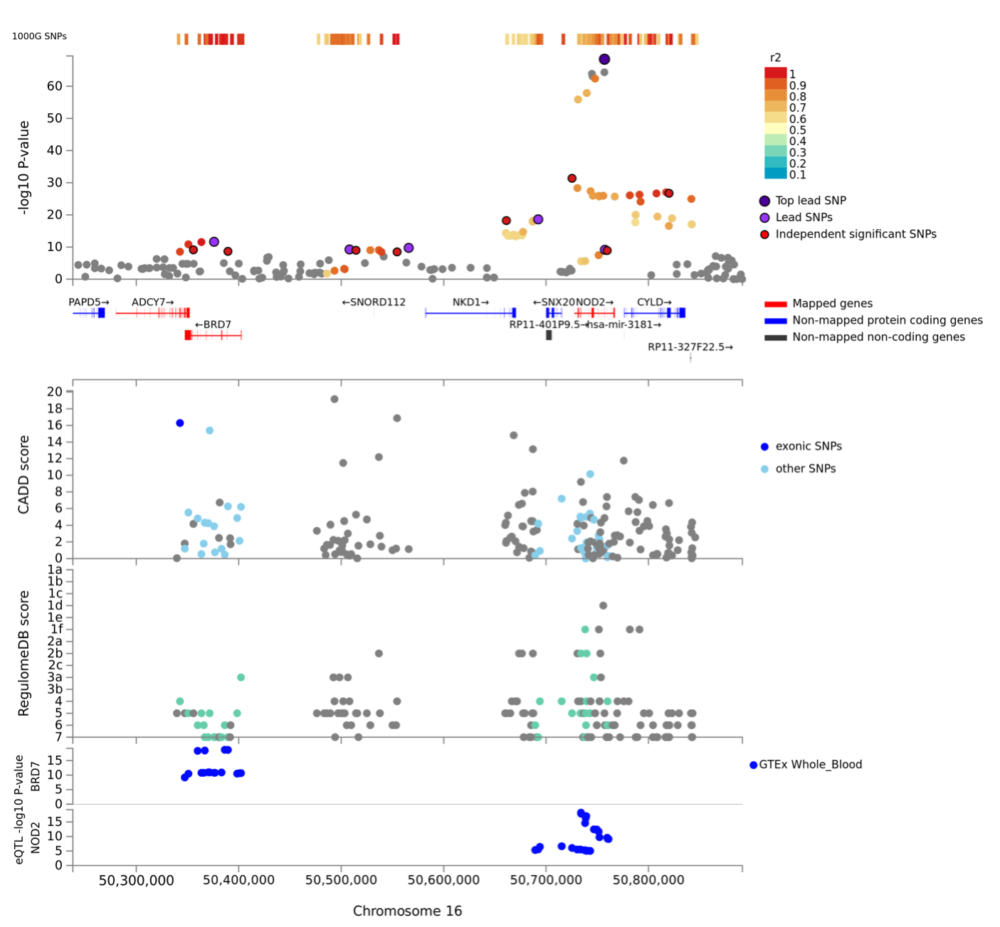 1000G SNPs
-log10 P-value
60
50
40
30
20
10
0
r2
1
0.9
0.8
0.7
0.6
0.5
0.4
0.3
0.2
0.1
Top lead SNP
Lead SNPs
Independent significant SNPs
PAPD5→ ADCY7→ ←SNORD112 NKD1→ ←SNX20 NOD2→ CYLD→
←BRD7 RP11-401P9.5→ hsa-mir-3181→
RP11-327F22.5→
Mapped genes
Non-mapped protein coding genes
Non-mapped non-coding genes
CADD score
20
18
16
14
12
10
8
6
4
2
0
exonic SNPs
other SNPs
RegulomeDB score
1a
1b
1c
1d
1e
1f
2a
2b
2c
3a
3b
4
5
6
7
eQTL -log10 P-value
BRD7
15
10
5
0
GTEx Whole_Blood
NOD2
15
10
5
0
50,300,000 50,400,000 50,500,000 50,600,000 50,700,000 50,800,000
Chromosome 16